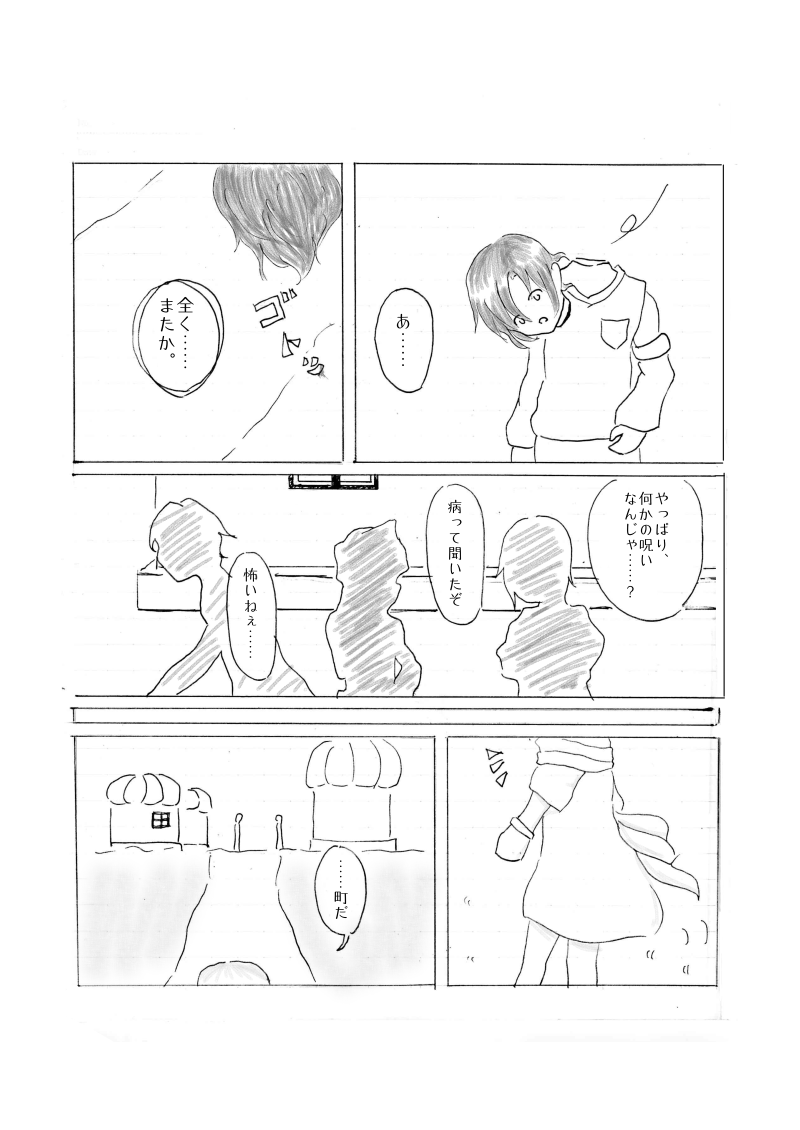 あ……
全く……
またか。
ゴトッ
やっぱり、
何かの呪い
なんじゃ……？
病って聞いたぞ
怖いねぇ……
……町だ